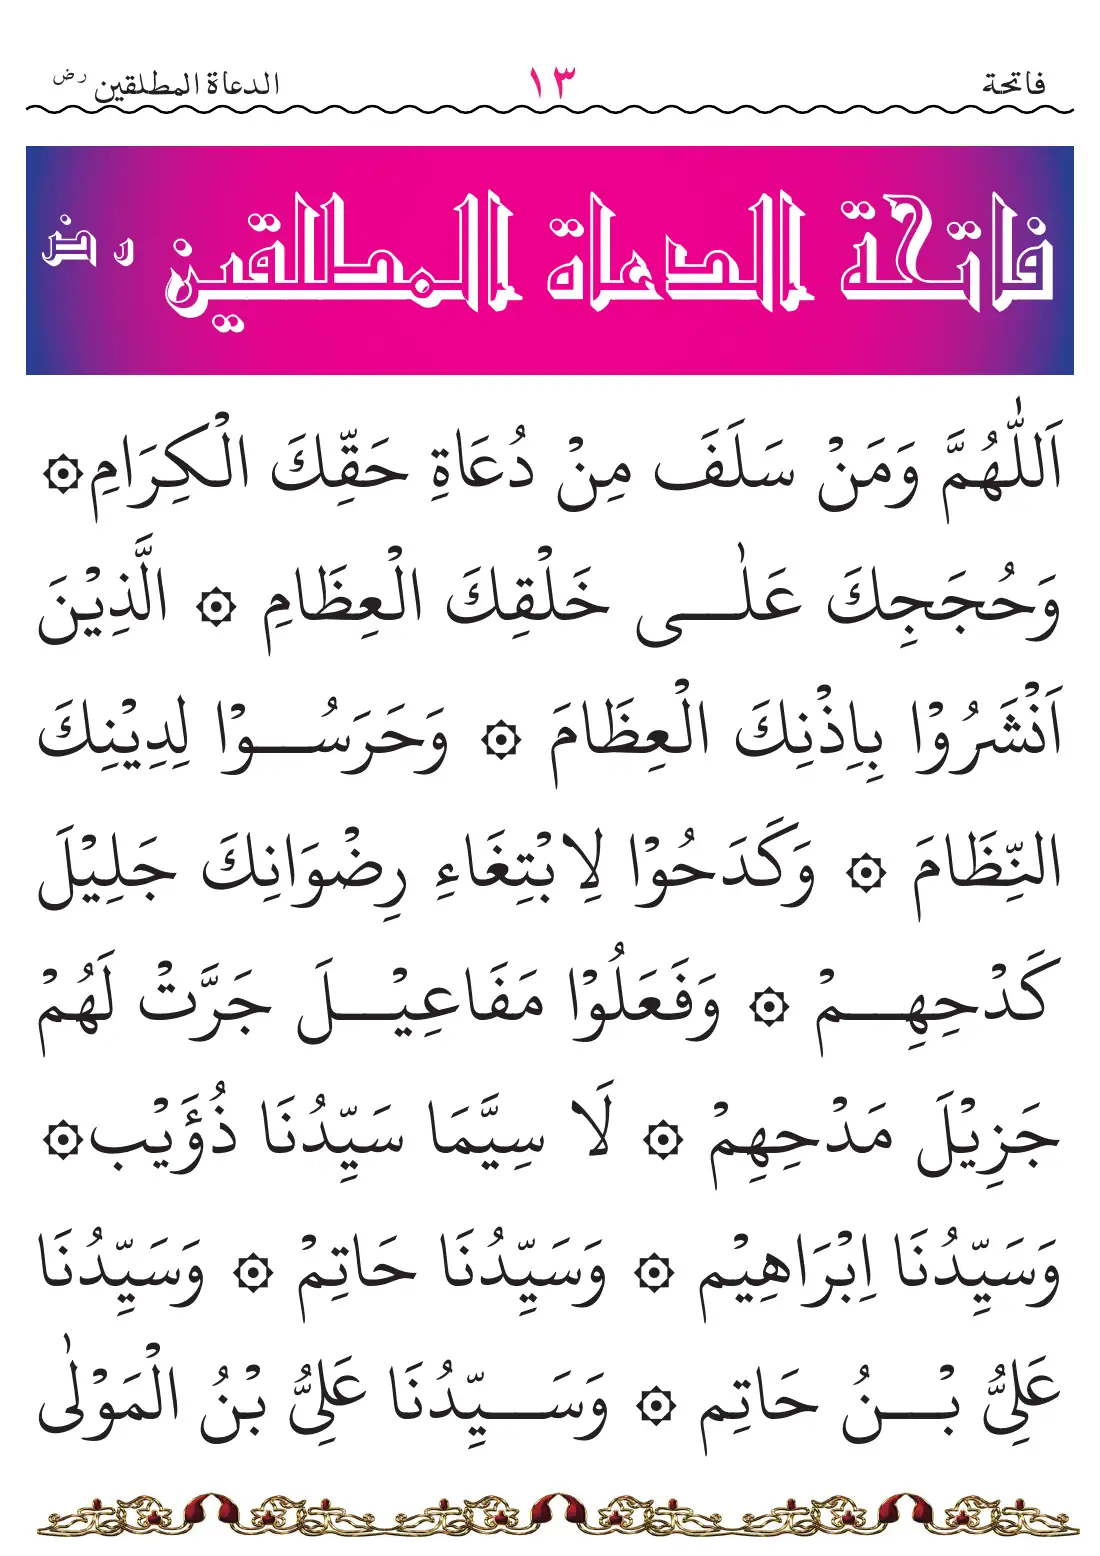 فاتحة ١٣ الدعاة المطلقين رض
فاتحة الدعاة المطلقين رض
اَللّٰهُمَّ وَمَنْ سَلَفَ مِنْ دُعَاةِ حَقِّكَ الْكِرَامِ ۞
وَحُجَجِكَ عَلٰى خَلْقِكَ الْعِظَامِ ۞ الَّذِيْنَ
اَنْشَرُوْا بِاِذْنِكَ الْعِظَامَ ۞ وَحَرَسُوْا لِدِيْنِكَ
النِّظَامَ ۞ وَكَدَحُوْا لِابْتِغَاءِ رِضْوَانِكَ جَلِيْلَ
كَدْحِهِمْ ۞ وَفَعَلُوْا مَفَاعِيْلَ جَرَّتْ لَهُمْ
جَزِيْلَ مَدْحِهِمْ ۞ لَا سِيَّمَا سَيِّدُنَا ذُؤَيْب ۞
وَسَيِّدُنَا اِبْرَاهِيْم ۞ وَسَيِّدُنَا حَاتِمْ ۞ وَسَيِّدُنَا
عَلِيُّ بْنُ حَاتِم ۞ وَسَيِّدُنَا عَلِيُّ بْنُ الْمَوْلٰى